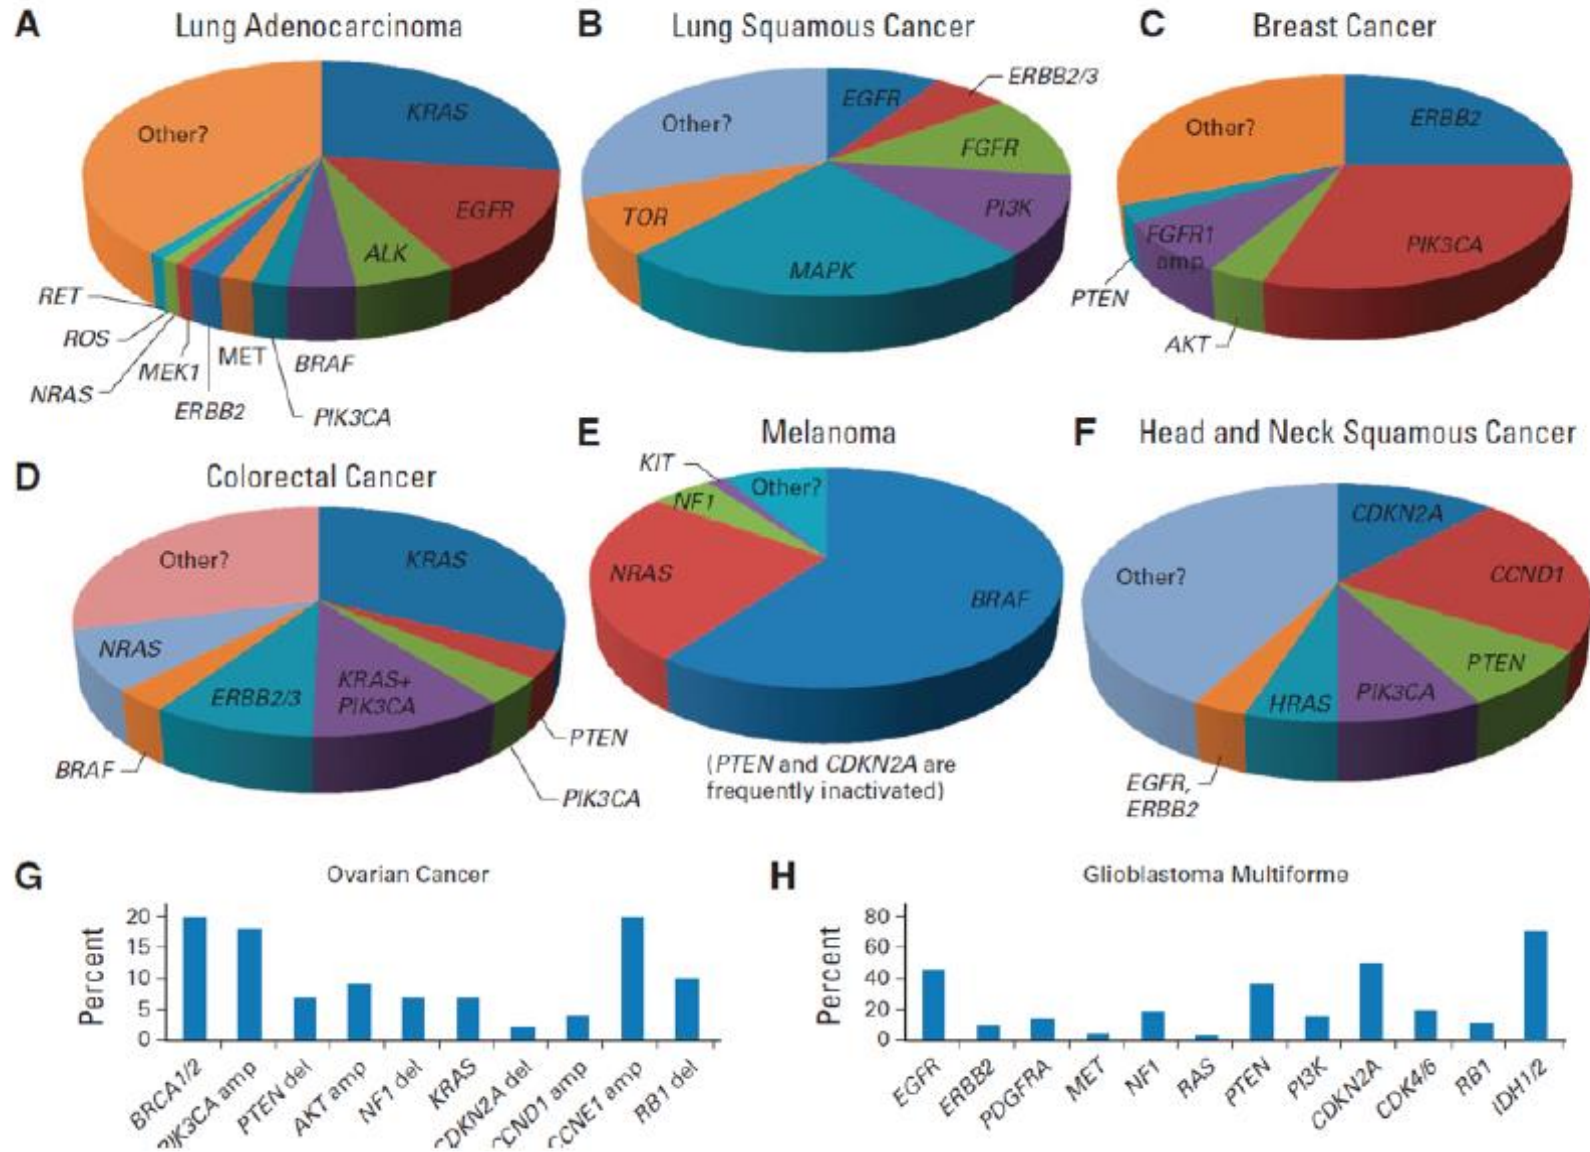 A Lung Adenocarcinoma
KRAS
EGFR
ALK
BRAF
PIK3CA
MET
ERBB2
MEK1
NRAS
ROS
RET
Other?
B Lung Squamous Cancer
EGFR
ERBB2/3
FGFR
PI3K
MAPK
TOR
Other?
C Breast Cancer
ERBB2
PIK3CA
AKT
FGFR1
amp
PTEN
Other?
D Colorectal Cancer
KRAS
PTEN
PIK3CA
KRAS+
PIK3CA
ERBB2/3
BRAF
NRAS
Other?
E Melanoma
BRAF
NRAS
NF1
KIT
Other?
(PTEN and CDKN2A are
frequently inactivated)
F Head and Neck Squamous Cancer
CDKN2A
CCND1
PTEN
PIK3CA
HRAS
EGFR,
ERBB2
Other?
G Ovarian Cancer
Percent
20
15
10
5
0
BRCA1/2
PIK3CA amp
PTEN del
AKT amp
NF1 del
KRAS
CDKN2A del
CCND1 amp
CCNE1 amp
RB1 del
H Glioblastoma Multiforme
Percent
80
60
40
20
0
EGFR
ERBB2
PDGFRA
MET
NF1
RAS
PTEN
PI3K
CDKN2A
CDK4/6
RB1
IDH1/2